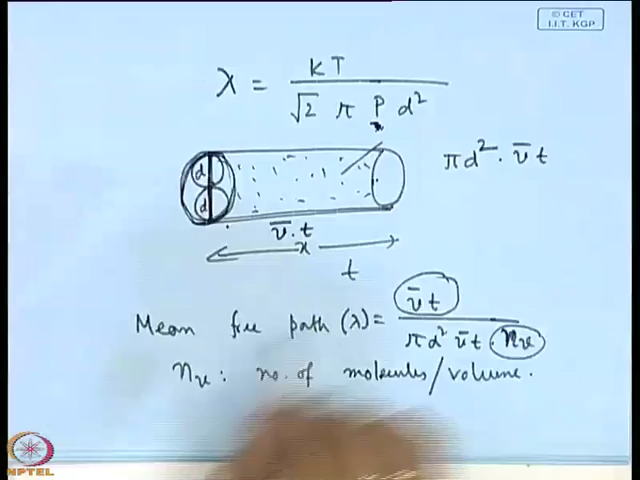 © CET
I.I.T. KGP
λ = KT / √2 π P d²
d
d
πd² · v̄ t
v̄ · t
x
t
Mean free path (λ) = v̄ t / πd² v̄ t nᵥ
nᵥ : no. of molecules/volume.
NPTEL